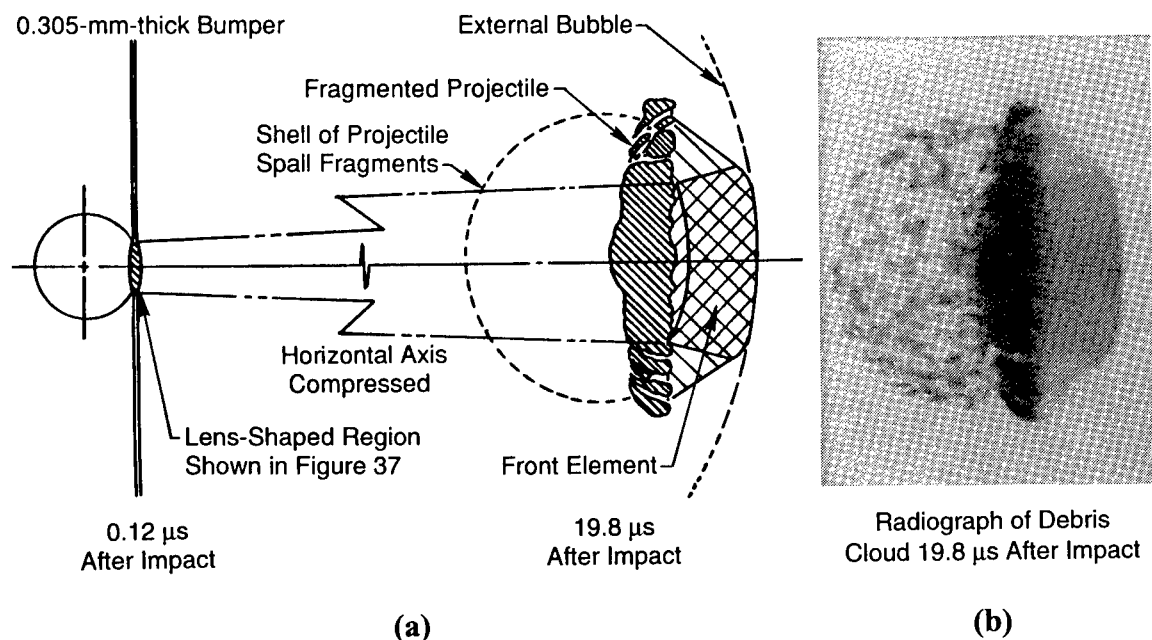 0.305-mm-thick Bumper
External Bubble
Fragmented Projectile
Shell of Projectile
Spall Fragments
Horizontal Axis
Compressed
Lens-Shaped Region
Shown in Figure 37
Front Element
0.12 μs
After Impact
19.8 μs
After Impact
Radiograph of Debris
Cloud 19.8 μs After Impact
(a)
(b)